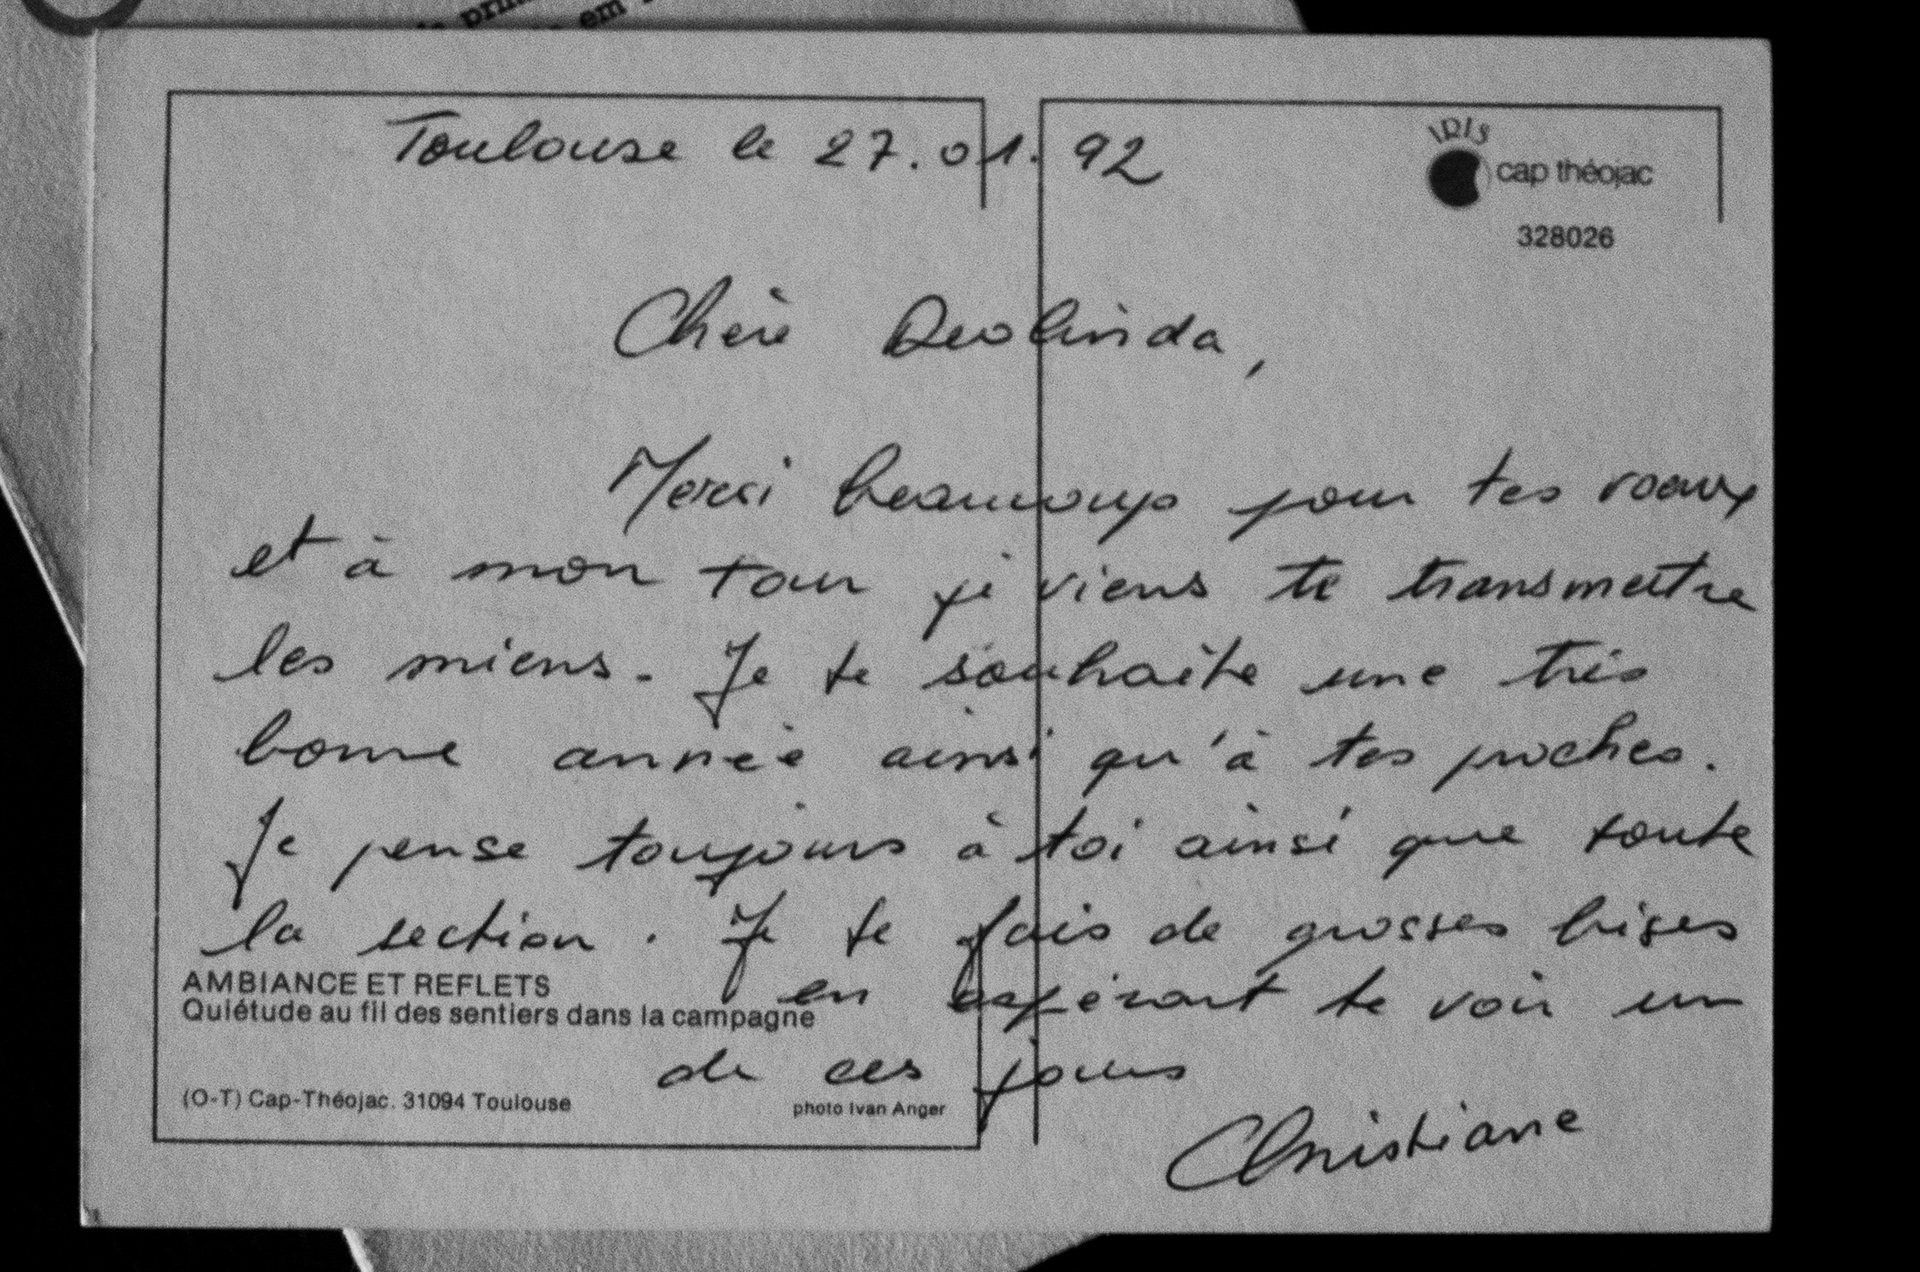 em
Toulouse le 27.01.92
IRIS
cap théojac
328026
Chère Deolinda,
Merci beaucoup pour tes voeux
et à mon tour je viens te transmettre
les miens. Je te souhaite une très
bonne année ainsi qu'à tes proches.
Je pense toujours à toi ainsi que toute
la section. Je te fais de grosses bises
en espérant te voir un
de ces jours
Christiane
AMBIANCE ET REFLETS
Quiétude au fil des sentiers dans la campagne
(O-T) Cap-Théojac. 31094 Toulouse
photo Ivan Anger